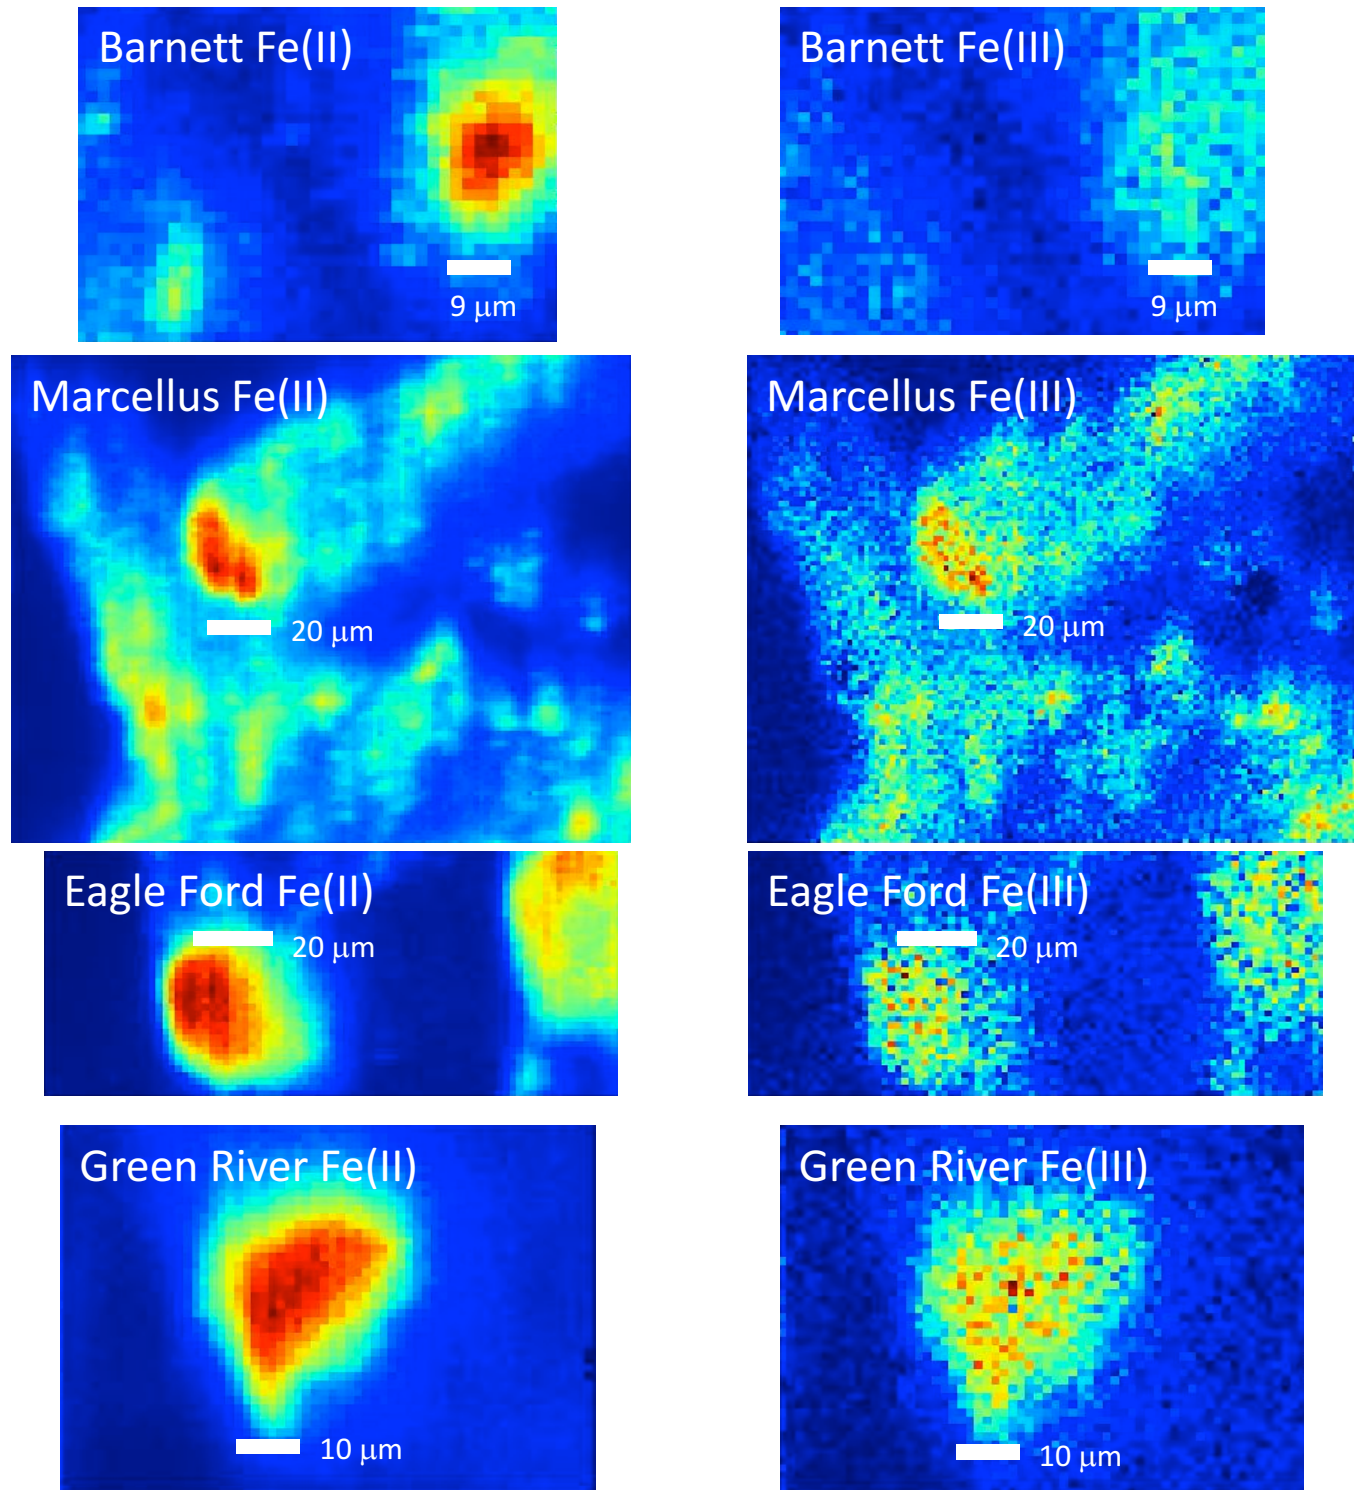 Barnett Fe(II)
9 μm
Barnett Fe(III)
9 μm
Marcellus Fe(II)
20 μm
Marcellus Fe(III)
20 μm
Eagle Ford Fe(II)
20 μm
Eagle Ford Fe(III)
20 μm
Green River Fe(II)
10 μm
Green River Fe(III)
10 μm